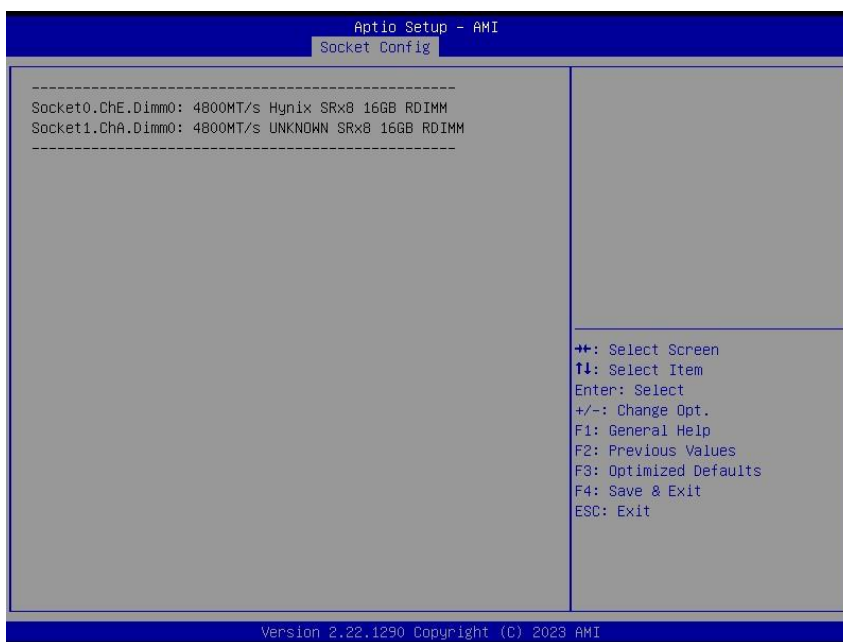 Aptio Setup - AMI
Socket Config
------------------------------------------------
Socket0.ChE.Dimm0: 4800MT/s Hynix SRx8 16GB RDIMM
Socket1.ChA.Dimm0: 4800MT/s UNKNOWN SRx8 16GB RDIMM
------------------------------------------------
→←: Select Screen
↑↓: Select Item
Enter: Select
+/-: Change Opt.
F1: General Help
F2: Previous Values
F3: Optimized Defaults
F4: Save & Exit
ESC: Exit
Version 2.22.1290 Copyright (C) 2023 AMI